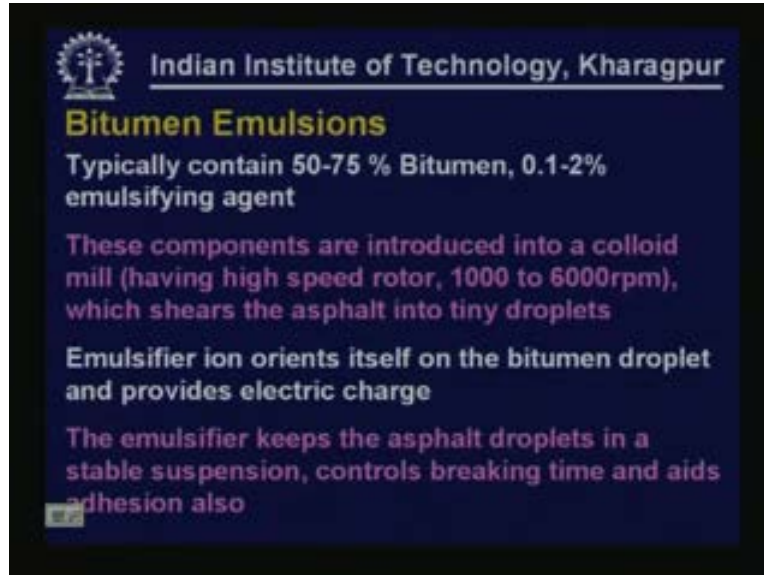 Indian Institute of Technology, Kharagpur
Bitumen Emulsions
Typically contain 50-75 % Bitumen, 0.1-2%
emulsifying agent
These components are introduced into a colloid
mill (having high speed rotor, 1000 to 6000rpm),
which shears the asphalt into tiny droplets
Emulsifier ion orients itself on the bitumen droplet
and provides electric charge
The emulsifier keeps the asphalt droplets in a
stable suspension, controls breaking time and aids
adhesion also